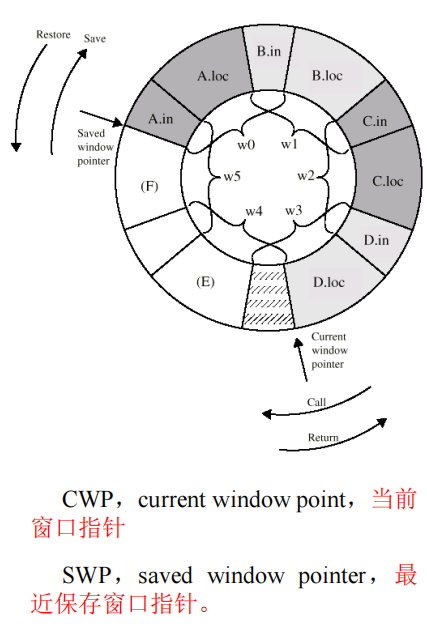 Restore
Save
B.in
A.loc
B.loc
A.in
C.in
Saved
window
pointer
w0
w1
(F)
w5
w2
C.loc
w4
w3
D.in
(E)
D.loc
Current
window
pointer
Call
Return
CWP，current window point，当前
窗口指针
SWP，saved window pointer，最
近保存窗口指针。